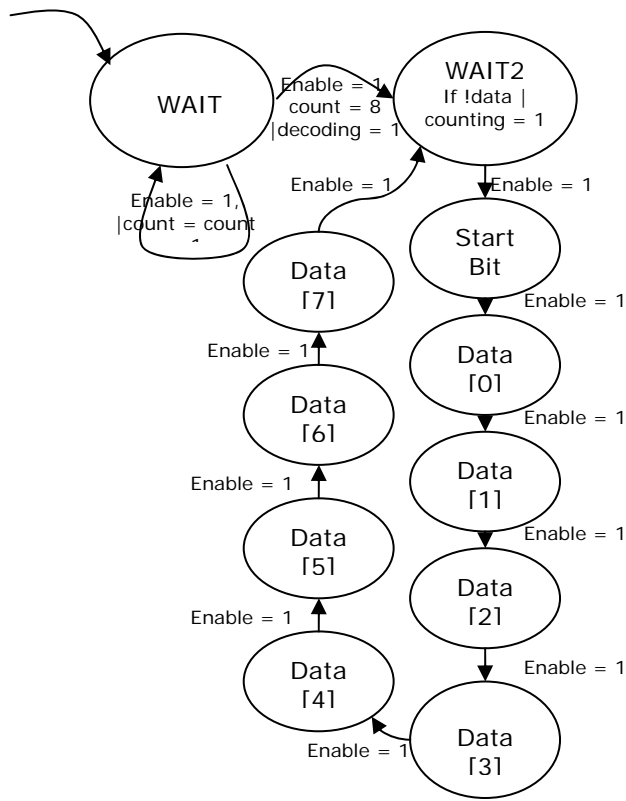 WAIT
Enable = 1
count = 8
|decoding = 1
WAIT2
If !data |
counting = 1
Enable = 1,
|count = count
Enable = 1
Enable = 1
Start
Bit
Data
[7]
Enable = 1
Enable = 1
Data
[0]
Data
[6]
Enable = 1
Enable = 1
Data
[1]
Data
[5]
Enable = 1
Enable = 1
Data
[2]
Data
[4]
Enable = 1
Enable = 1
Data
[3]